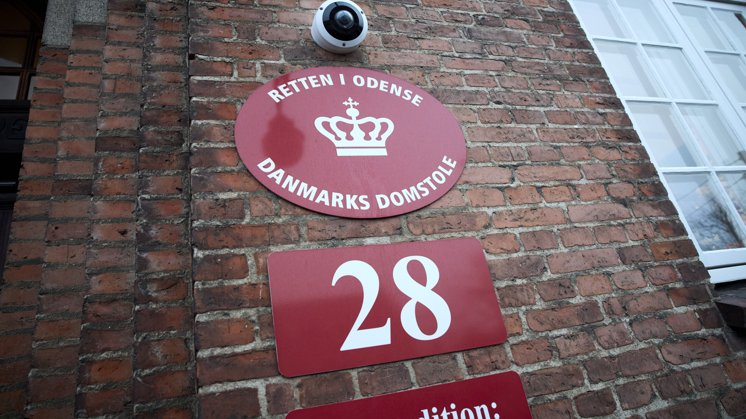 RETTEN I ODENSE
DANMARKS DOMSTOLE
28